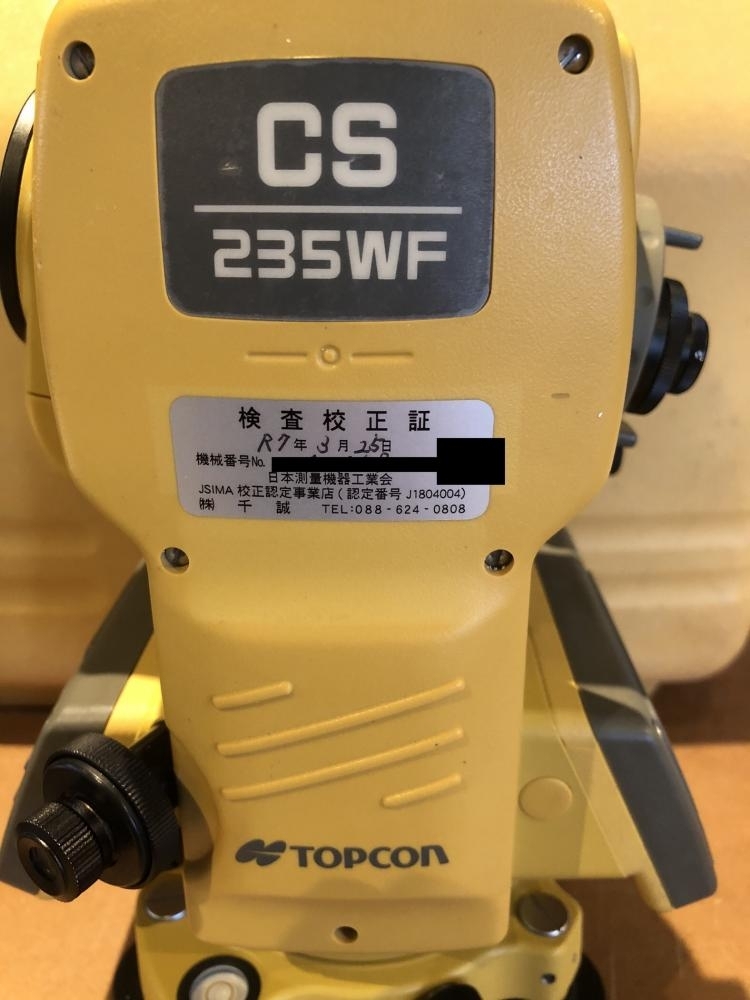 CS
235WF
検査校正証
R7年3月25日
機械番号No.
日本測量機器工業会
JSIMA 校正認定事業店(認定番号 J1804004)
㈱ 千 誠 TEL:088-624-0808
TOPCON